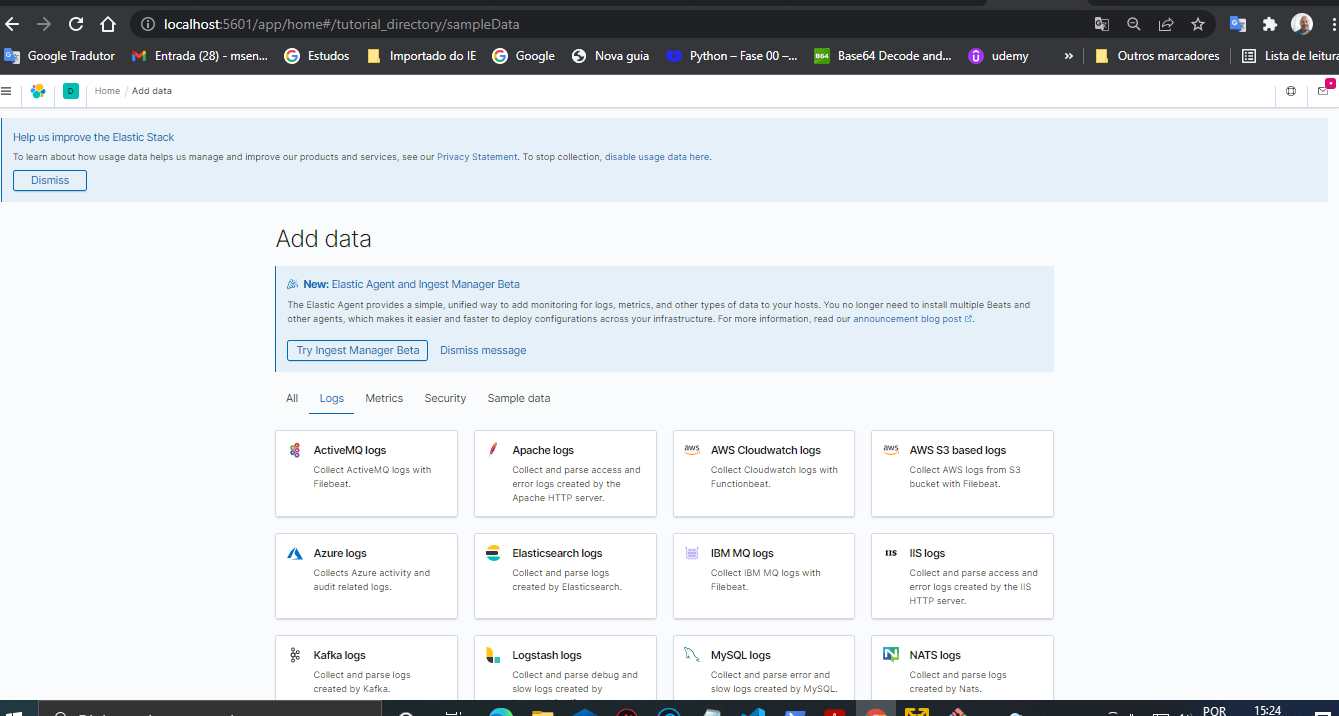 localhost:5601/app/home#/tutorial_directory/sampleData
Google Tradutor
Entrada (28) - msen...
Estudos
Importado do IE
Google
Nova guia
Python – Fase 00 –...
B64
Base64 Decode and...
udemy
»
Outros marcadores
Lista de leitura
D
Home / Add data
Help us improve the Elastic Stack
To learn about how usage data helps us manage and improve our products and services, see our Privacy Statement. To stop collection, disable usage data here.
Dismiss
Add data
New: Elastic Agent and Ingest Manager Beta
The Elastic Agent provides a simple, unified way to add monitoring for logs, metrics, and other types of data to your hosts. You no longer need to install multiple Beats and
other agents, which makes it easier and faster to deploy configurations across your infrastructure. For more information, read our announcement blog post.
Try Ingest Manager Beta
Dismiss message
All
Logs
Metrics
Security
Sample data
ActiveMQ logs
Collect ActiveMQ logs with
Filebeat.
Apache logs
Collect and parse access and
error logs created by the
Apache HTTP server.
aws
AWS Cloudwatch logs
Collect Cloudwatch logs with
Functionbeat.
aws
AWS S3 based logs
Collect AWS logs from S3
bucket with Filebeat.
Azure logs
Collects Azure activity and
audit related logs.
Elasticsearch logs
Collect and parse logs
created by Elasticsearch.
IBM MQ logs
Collect IBM MQ logs with
Filebeat.
IIS
IIS logs
Collect and parse access and
error logs created by the IIS
HTTP server.
Kafka logs
Collect and parse logs
created by Kafka.
Logstash logs
Collect and parse debug and
slow logs created by
MySQL logs
Collect and parse error and
slow logs created by MySQL.
NATS logs
Collect and parse logs
created by Nats.
POR
15:24